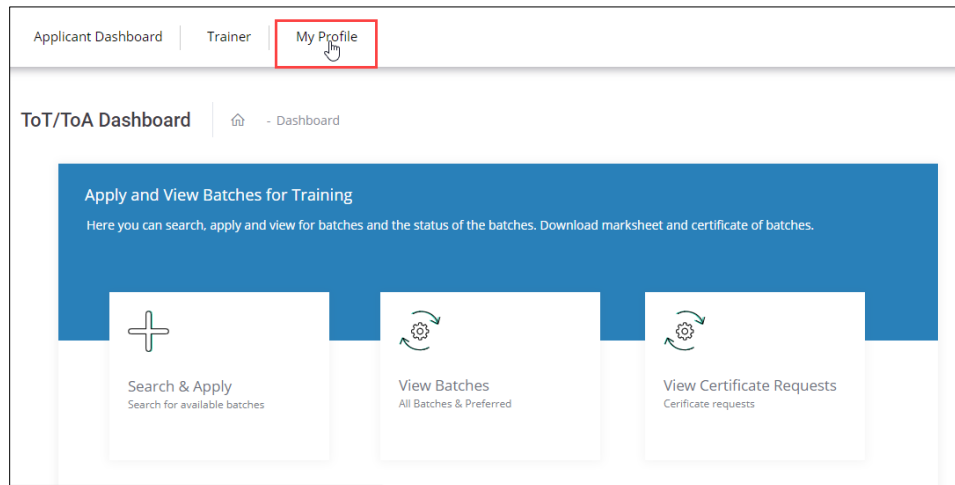 Applicant Dashboard Trainer My Profile
ToT/ToA Dashboard - Dashboard
Apply and View Batches for Training
Here you can search, apply and view for batches and the status of the batches. Download marksheet and certificate of batches.
Search & Apply
Search for available batches
View Batches
All Batches & Preferred
View Certificate Requests
Cerificate requests